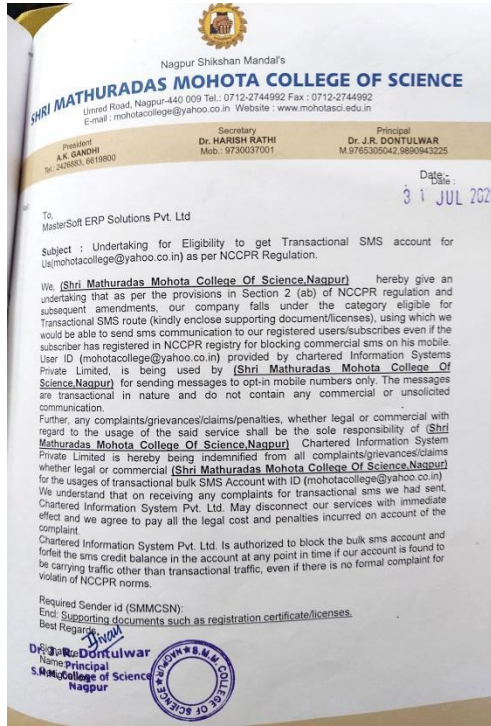 Nagpur Shikshan Mandal's
SHRI MATHURADAS MOHOTA COLLEGE OF SCIENCE
Umred Road, Nagpur-440 009 Tel.: 0712-2744992 Fax : 0712-2744992
E-mail : mohotacollege@yahoo.co.in Website : www.mohotasci.edu.in
President
A.K. GANDHI
Tel.: 2426883, 6619800
Secretary
Dr. HARISH RATHI
Mob.: 9730037001
Principal
Dr. J.R. DONTULWAR
M.9765305042,9890943225
Date:-
Date :
31 JUL 202
To,
MasterSoft ERP Solutions Pvt. Ltd
Subject : Undertaking for Eligibility to get Transactional SMS account for
Us(mohotacollege@yahoo.co.in) as per NCCPR Regulation.
We, (Shri Mathuradas Mohota College Of Science,Nagpur) hereby give an
undertaking that as per the provisions in Section 2 (ab) of NCCPR regulation and
subsequent amendments, our company falls under the category eligible for
Transactional SMS route (kindly enclose supporting document/licenses), using which we
would be able to send sms communication to our registered users/subscribes even if the
subscriber has registered in NCCPR registry for blocking commercial sms on his mobile.
User ID (mohotacollege@yahoo.co.in) provided by chartered Information Systems
Private Limited, is being used by (Shri Mathuradas Mohota College Of
Science,Nagpur) for sending messages to opt-in mobile numbers only. The messages
are transactional in nature and do not contain any commercial or unsolicited
communication.
Further, any complaints/grievances/claims/penalties, whether legal or commercial with
regard to the usage of the said service shall be the sole responsibility of (Shri
Mathuradas Mohota College Of Science,Nagpur) Chartered Information System
Private Limited is hereby being indemnified from all complaints/grievances/claims
whether legal or commercial (Shri Mathuradas Mohota College Of Science,Nagpur)
for the usages of transactional bulk SMS Account with ID (mohotacollege@yahoo.co.in)
We understand that on receiving any complaints for transactional sms we had sent,
Chartered Information System Pvt. Ltd. May disconnect our services with immediate
effect and we agree to pay all the legal cost and penalties incurred on account of the
complaint.
Chartered Information System Pvt. Ltd. Is authorized to block the bulk sms account and
forfeit the sms credit balance in the account at any point in time if our account is found to
be carrying traffic other than transactional traffic, even if there is no formal complaint for
violatin of NCCPR norms.
Required Sender id (SMMCSN):
Encl: Supporting documents such as registration certificate/licenses.
Best Regards,
Signature
Dr. J. R. Dontulwar
Name:
Principal
S.M.M. College of Science
Nagpur
S.M.M. COLLEGE OF SCIENCE NAGPUR